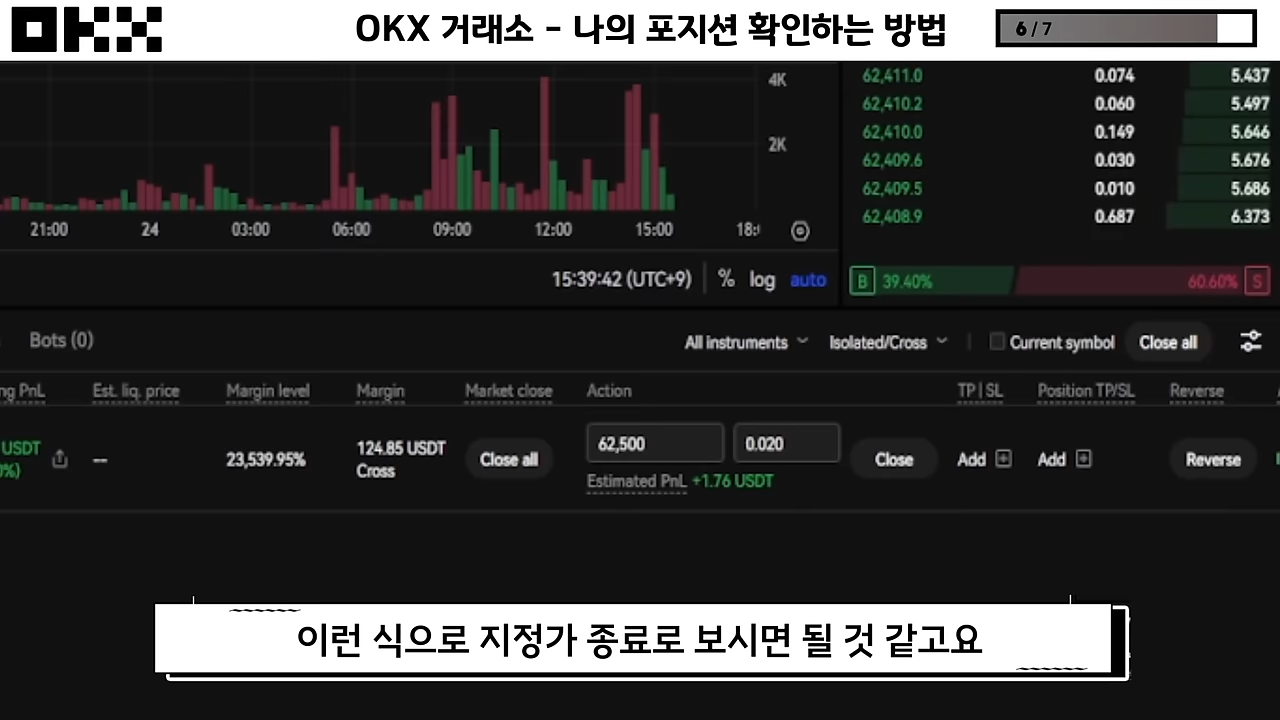 OKX
OKX 거래소 - 나의 포지션 확인하는 방법
6 / 7
4K
2K
21:00 24 03:00 06:00 09:00 12:00 15:00
15:39:42 (UTC+9) % log auto
62,411.0 0.074 5.437
62,410.2 0.060 5.497
62,410.0 0.149 5.646
62,409.6 0.030 5.676
62,409.5 0.010 5.686
62,408.9 0.687 6.373
B 39.40% 60.60% S
Bots (0) All instruments Isolated/Cross Current symbol Close all
ng PnL Est. liq. price Margin level Margin Market close Action TP | SL Position TP/SL Reverse
USDT -- 23,539.95% 124.85 USDT Close all 62,500 0.020 Close Add Add Reverse
0%) Cross Estimated PnL +1.76 USDT
이런 식으로 지정가 종료로 보시면 될 것 같고요